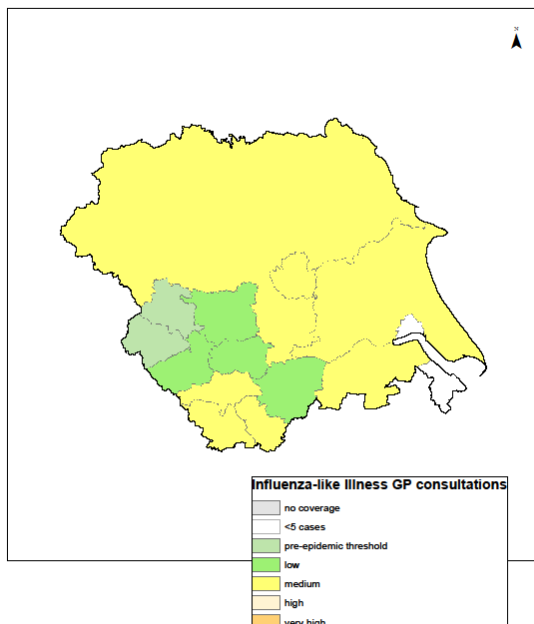 N
Influenza-like Illness GP consultations
no coverage
<5 cases
pre-epidemic threshold
low
medium
high
very high